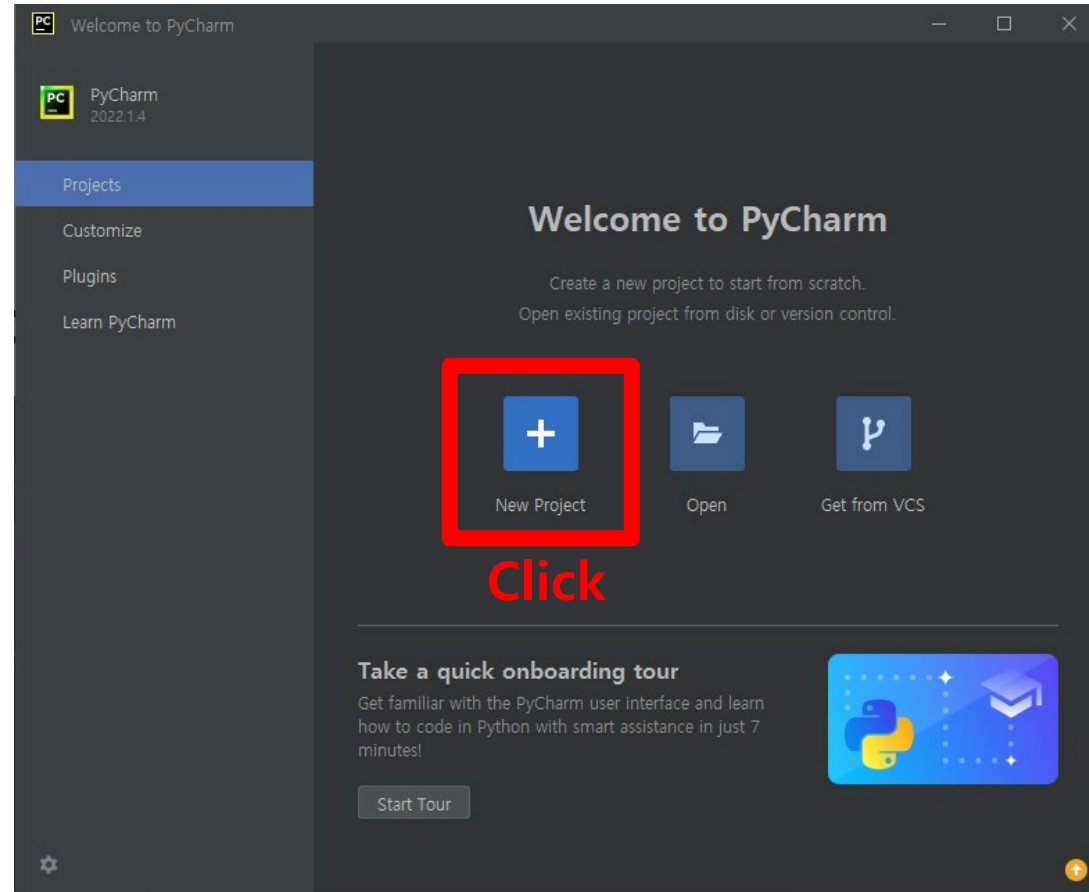 PC
Welcome to PyCharm
PC
PyCharm
2022.1.4
Projects
Customize
Plugins
Learn PyCharm
Welcome to PyCharm
Create a new project to start from scratch.
Open existing project from disk or version control.
New Project
Open
Get from VCS
Click
Take a quick onboarding tour
Get familiar with the PyCharm user interface and learn
how to code in Python with smart assistance in just 7
minutes!
Start Tour